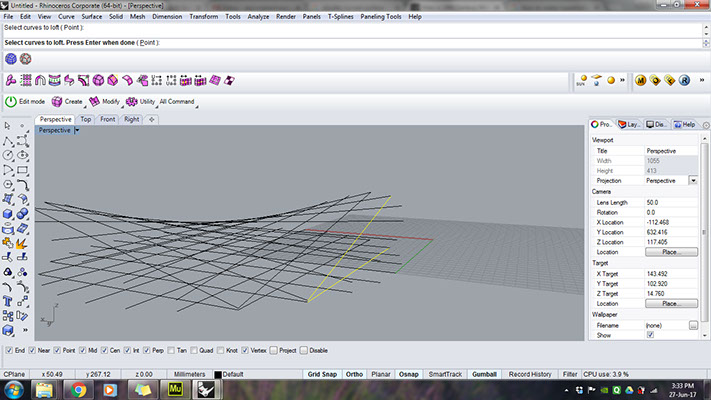 Untitled - Rhinoceros Corporate (64-bit) - [Perspective]
File Edit View Curve Surface Solid Mesh Dimension Transform Tools Analyze Render Panels T-Splines Paneling Tools Help
Select curves to loft ( Point ):
Select curves to loft. Press Enter when done ( Point ):
Edit mode Create Modify Utility All Command
Perspective Top Front Right
Perspective
Pro... Lay... Dis... Help
Viewport
Title Perspective
Width 1055
Height 413
Projection Perspective
Camera
Lens Length 50.0
Rotation 0.0
X Location -112.468
Y Location 632.416
Z Location 117.405
Location Place...
Target
X Target 143.492
Y Target 102.920
Z Target 14.760
Location Place...
Wallpaper
Filename (none) ...
Show
z
x
y
End Near Point Mid Cen Int Perp Tan Quad Knot Vertex Project Disable
CPlane x 50.49 y 267.12 z 0.00 Millimeters Default Grid Snap Ortho Planar Osnap SmartTrack Gumball Record History Filter CPU use: 3.9 %
Mu
3:33 PM
27-Jun-17